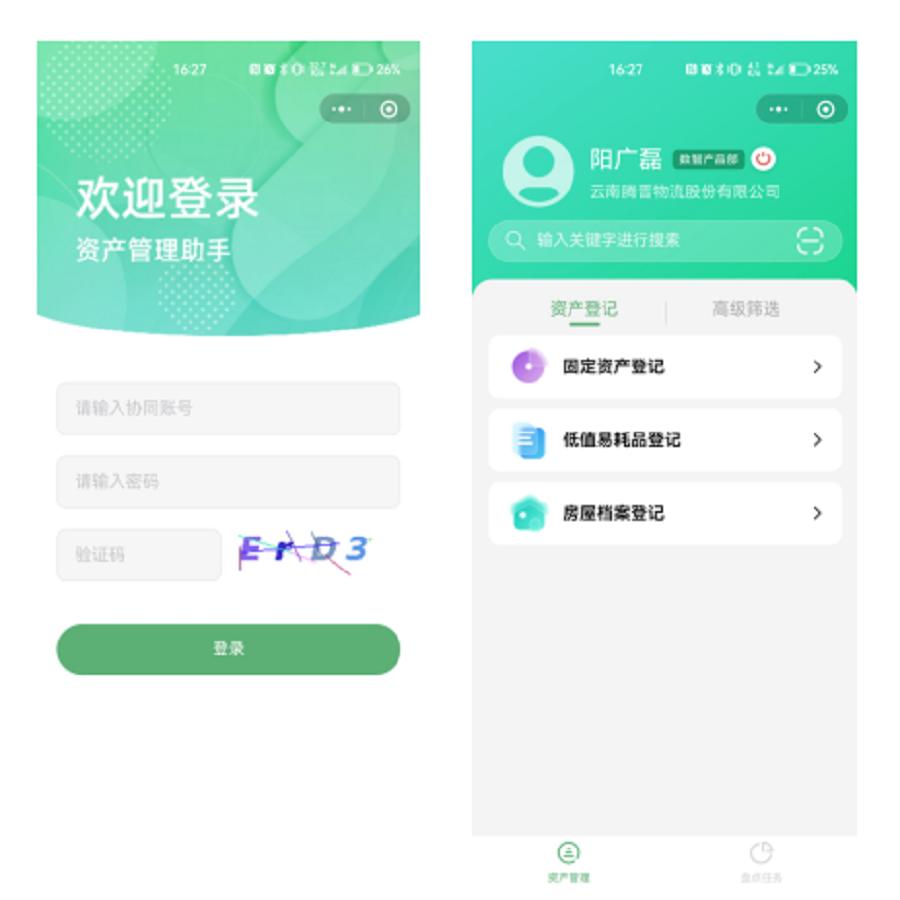 16:27
26%
欢迎登录
资产管理助手
请输入协同账号
请输入密码
验证码
ErD3
登录
16:27
25%
阳广磊 数智产品部
云南腾晋物流股份有限公司
输入关键字进行搜索
资产登记 高级筛选
固定资产登记
低值易耗品登记
房屋档案登记
资产管理 盘点任务